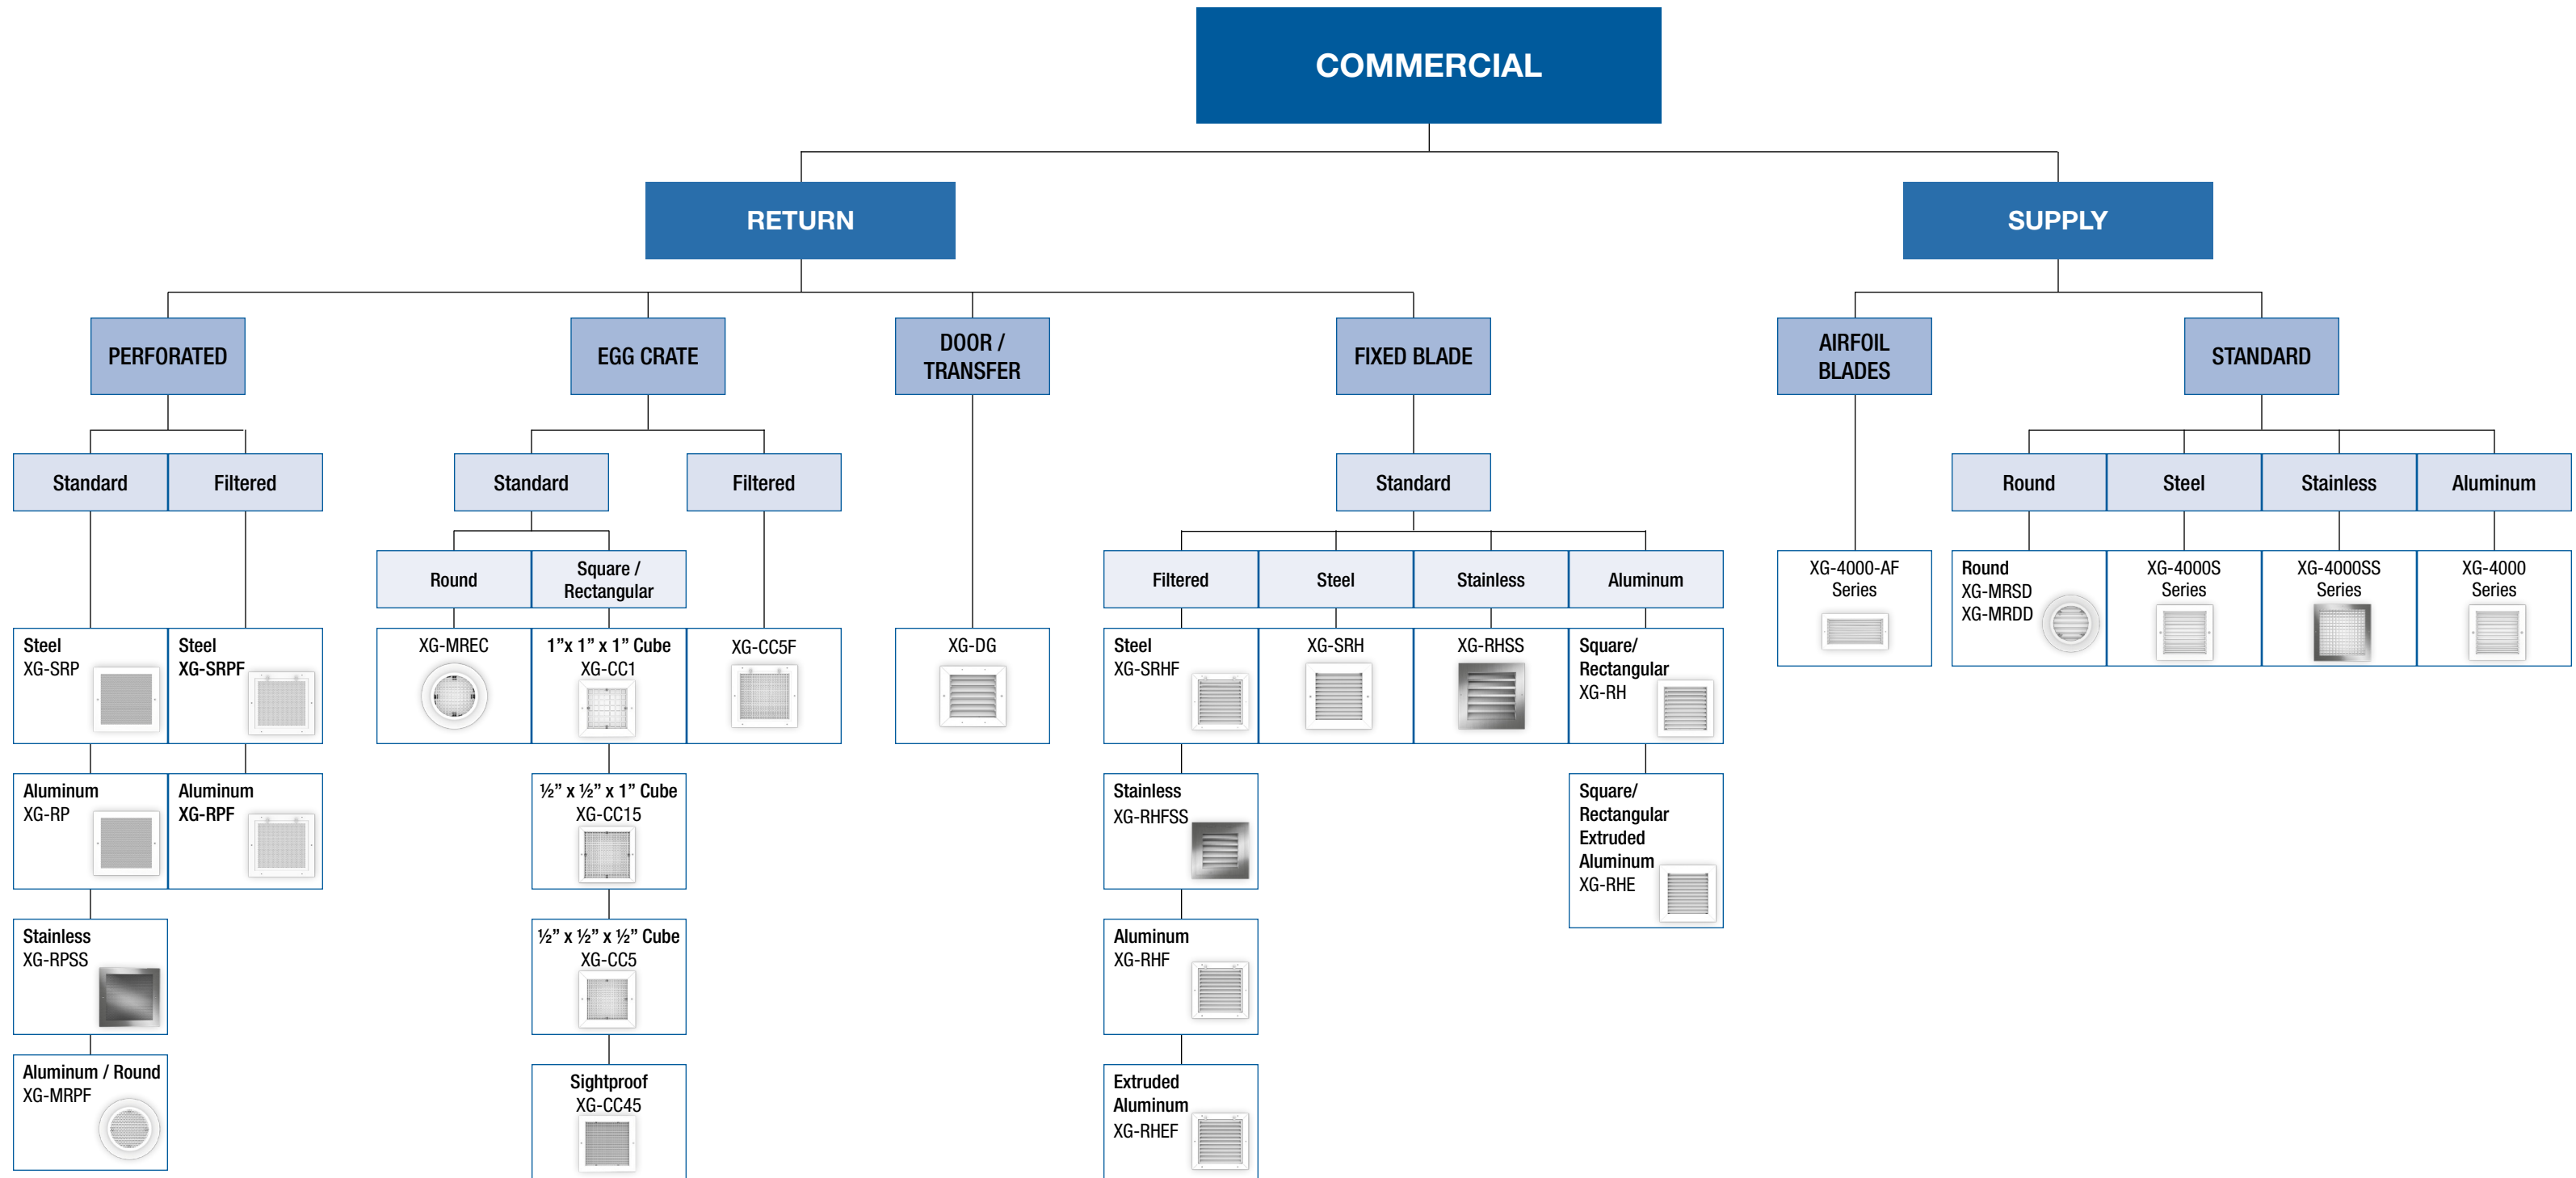 COMMERCIAL
RETURN
SUPPLY
PERFORATED
EGG CRATE
DOOR /
TRANSFER
FIXED BLADE
AIRFOIL
BLADES
STANDARD
Standard
Filtered
Standard
Filtered
Standard
Round
Steel
Stainless
Aluminum
Round
Square /
Rectangular
Filtered
Steel
Stainless
Aluminum
XG-4000-AF
Series
Round
XG-MRSD
XG-MRDD
XG-4000S
Series
XG-4000SS
Series
XG-4000
Series
Steel
XG-SRP
Steel
XG-SRPF
XG-MREC
1”x 1” x 1” Cube
XG-CC1
XG-CC5F
XG-DG
Steel
XG-SRHF
XG-SRH
XG-RHSS
Square/
Rectangular
XG-RH
Aluminum
XG-RP
Aluminum
XG-RPF
½” x ½” x 1” Cube
XG-CC15
Stainless
XG-RHFSS
Square/
Rectangular
Extruded
Aluminum
XG-RHE
Stainless
XG-RPSS
½” x ½” x ½” Cube
XG-CC5
Aluminum
XG-RHF
Aluminum / Round
XG-MRPF
Sightproof
XG-CC45
Extruded
Aluminum
XG-RHEF